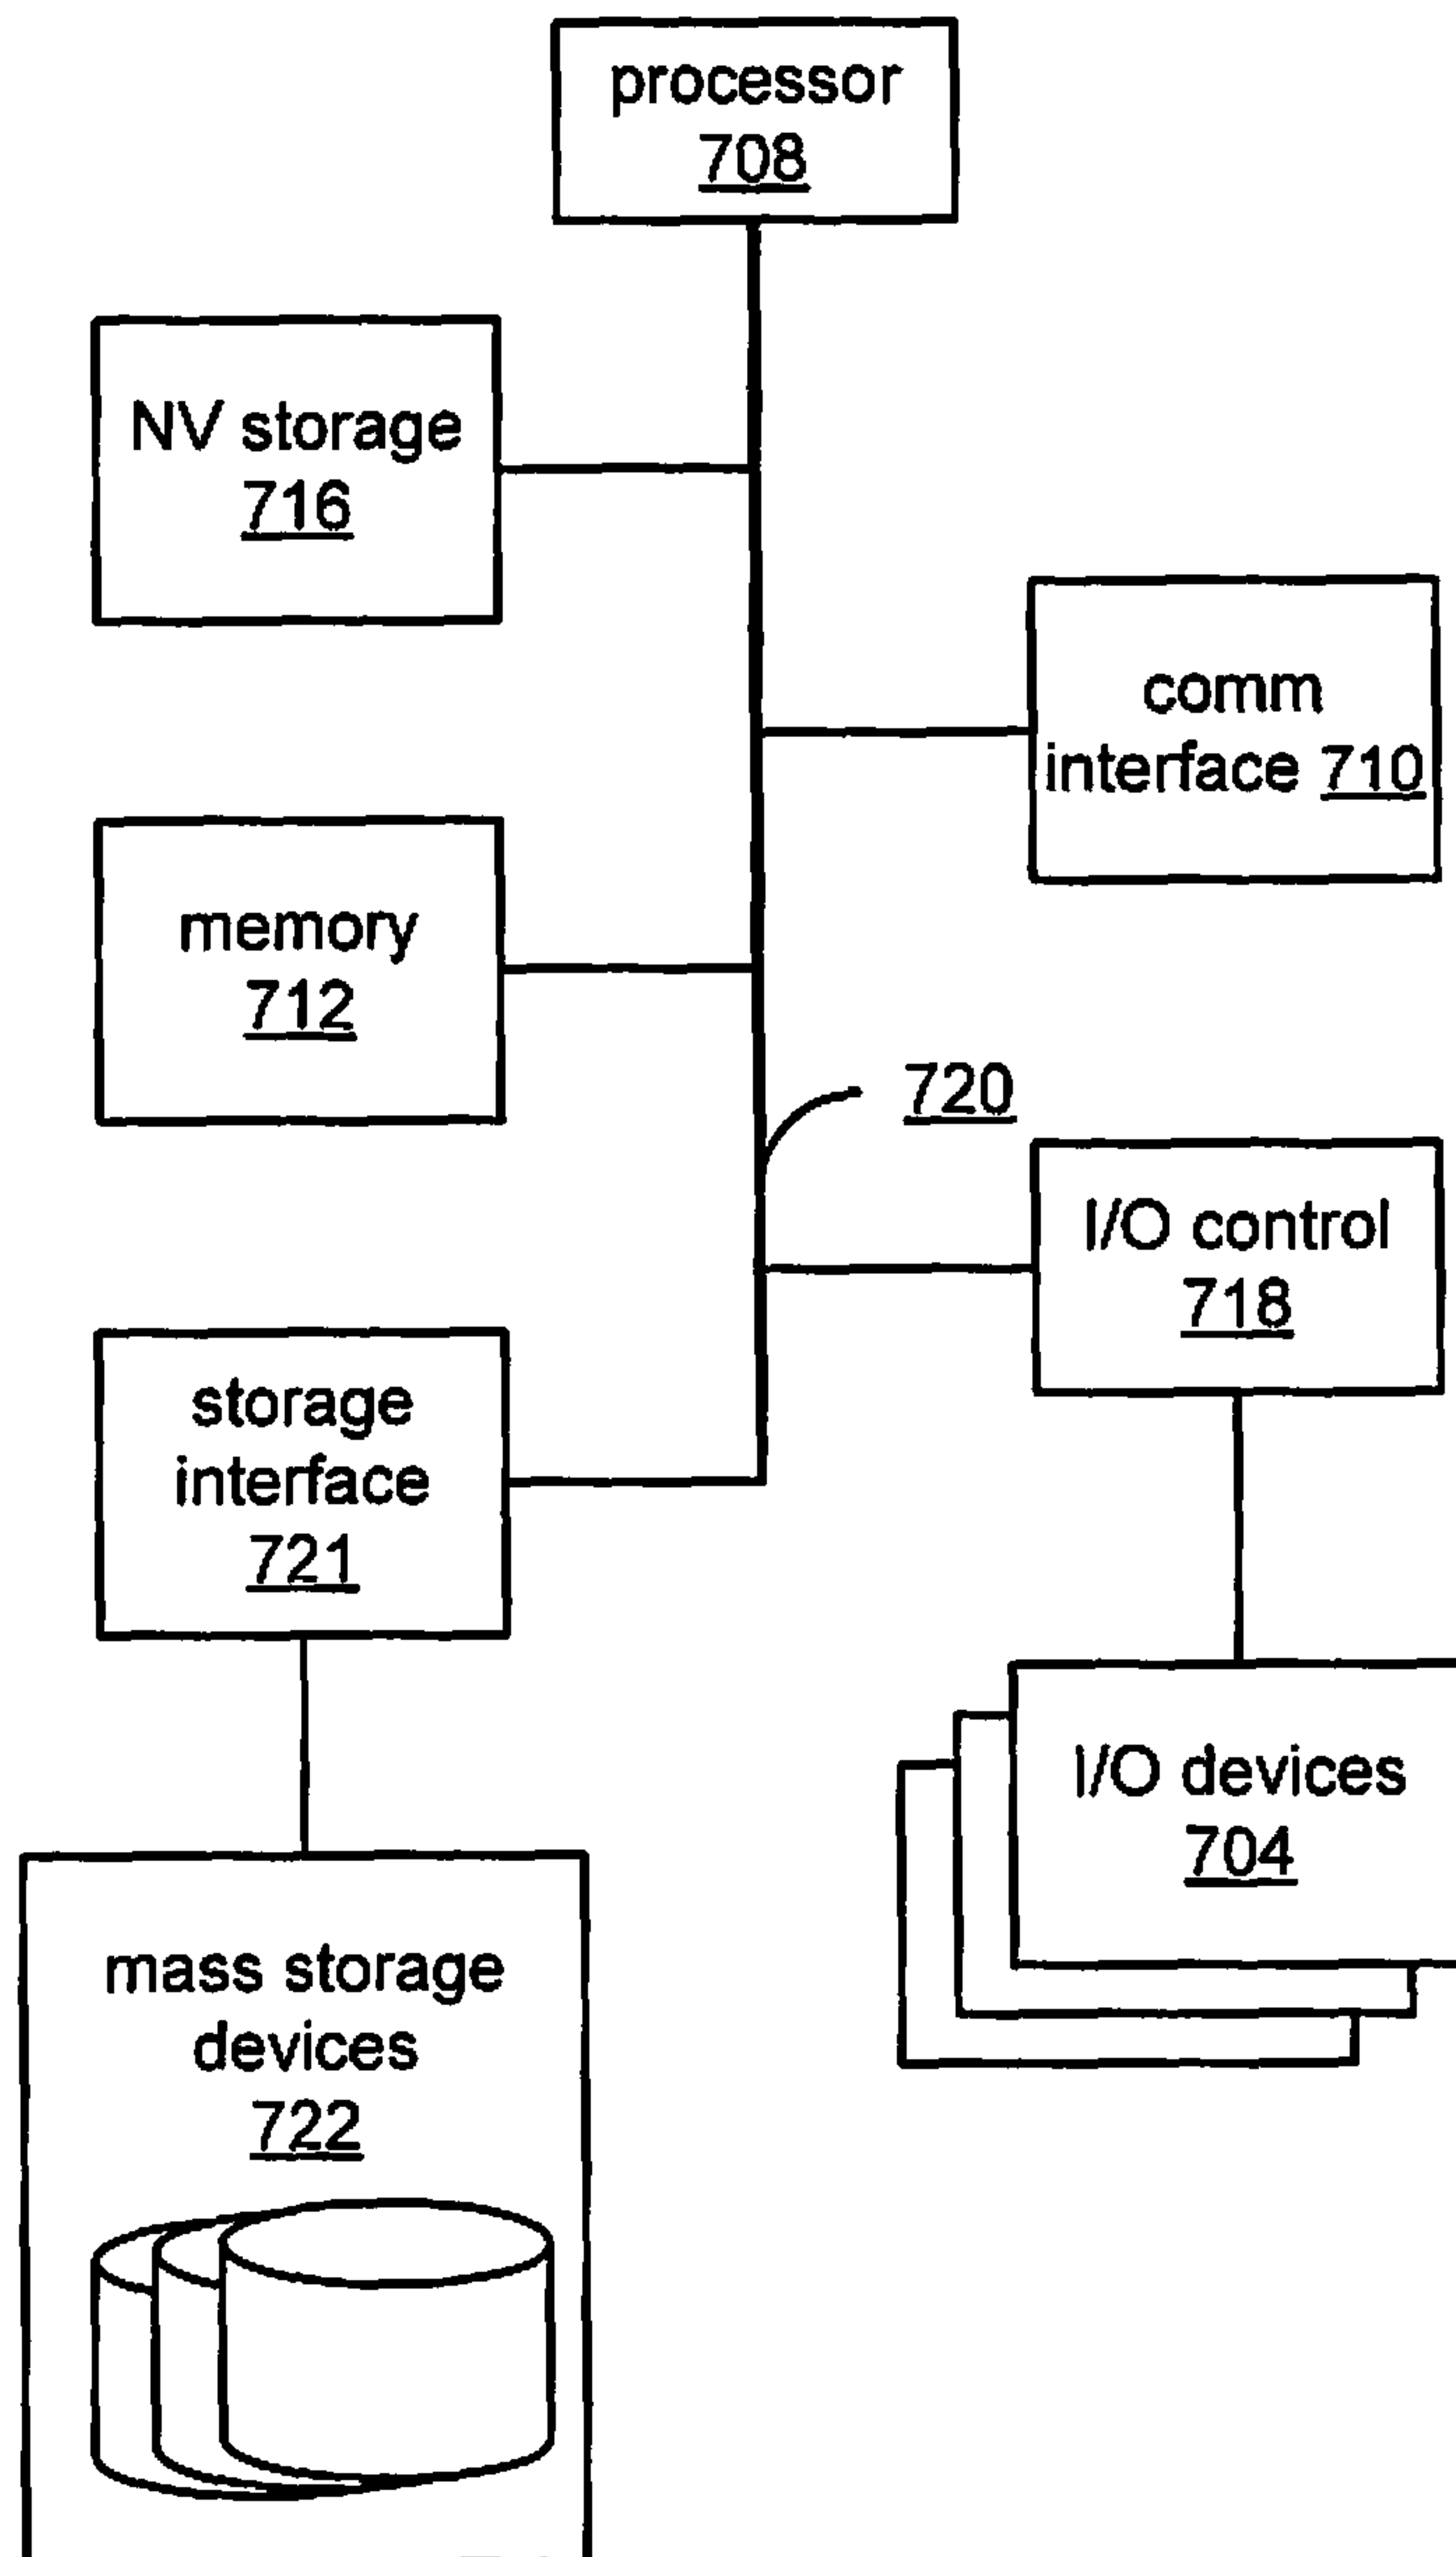 processor
708
NV storage
716
comm
interface 710
memory
712
720
I/O control
718
storage
interface
721
I/O devices
704
mass storage
devices
722